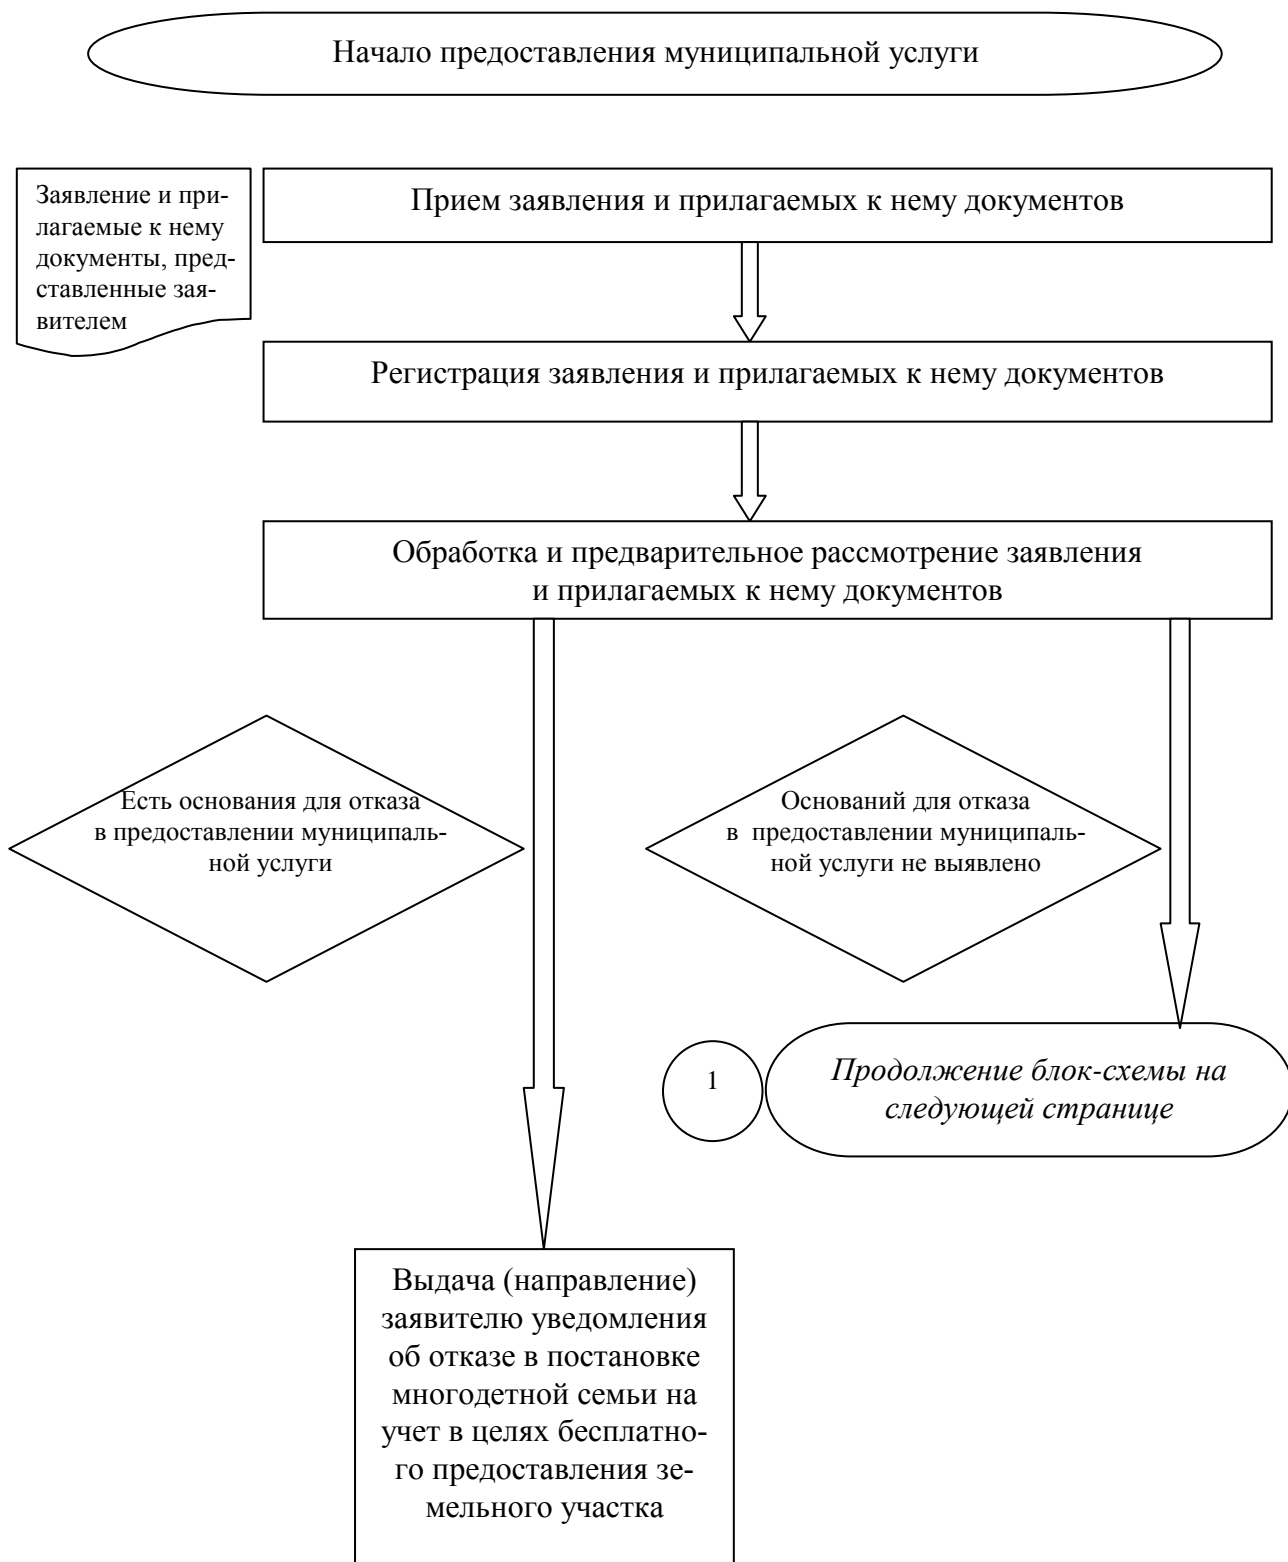 Начало предоставления муниципальной услуги
Заявление и при-
лагаемые к нему
документы, пред-
ставленные зая-
вителем
Прием заявления и прилагаемых к нему документов
Регистрация заявления и прилагаемых к нему документов
Обработка и предварительное рассмотрение заявления
и прилагаемых к нему документов
Есть основания для отказа
в предоставлении муниципаль-
ной услуги
Оснований для отказа
в предоставлении муниципаль-
ной услуги не выявлено
1
Продолжение блок-схемы на
следующей странице
Выдача (направление)
заявителю уведомления
об отказе в постановке
многодетной семьи на
учет в целях бесплатно-
го предоставления зе-
мельного участка